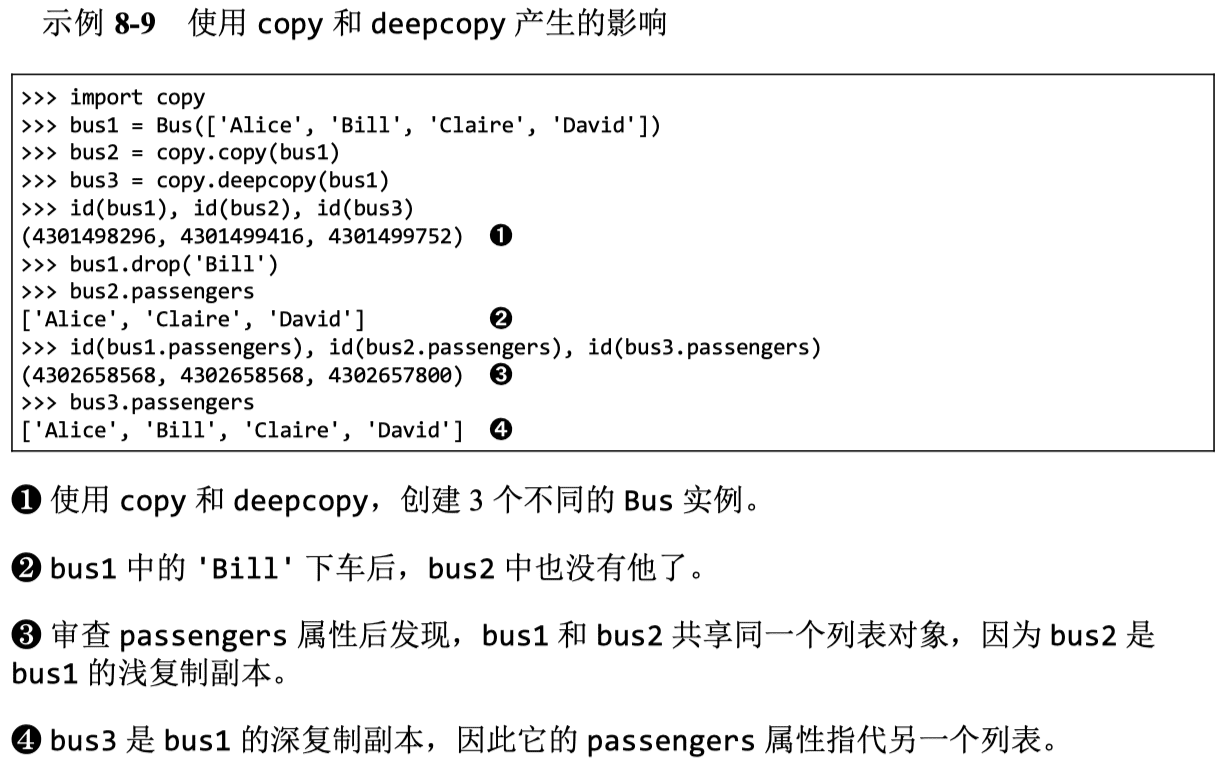 示例 8-9 使用 copy 和 deepcopy 产生的影响
>>> import copy
>>> bus1 = Bus(['Alice', 'Bill', 'Claire', 'David'])
>>> bus2 = copy.copy(bus1)
>>> bus3 = copy.deepcopy(bus1)
>>> id(bus1), id(bus2), id(bus3)
(4301498296, 4301499416, 4301499752) ❶
>>> bus1.drop('Bill')
>>> bus2.passengers
['Alice', 'Claire', 'David'] ❷
>>> id(bus1.passengers), id(bus2.passengers), id(bus3.passengers)
(4302658568, 4302658568, 4302657800) ❸
>>> bus3.passengers
['Alice', 'Bill', 'Claire', 'David'] ❹
❶ 使用 copy 和 deepcopy，创建 3 个不同的 Bus 实例。
❷ bus1 中的 'Bill' 下车后，bus2 中也没有他了。
❸ 审查 passengers 属性后发现，bus1 和 bus2 共享同一个列表对象，因为 bus2 是
bus1 的浅复制副本。
❹ bus3 是 bus1 的深复制副本，因此它的 passengers 属性指代另一个列表。